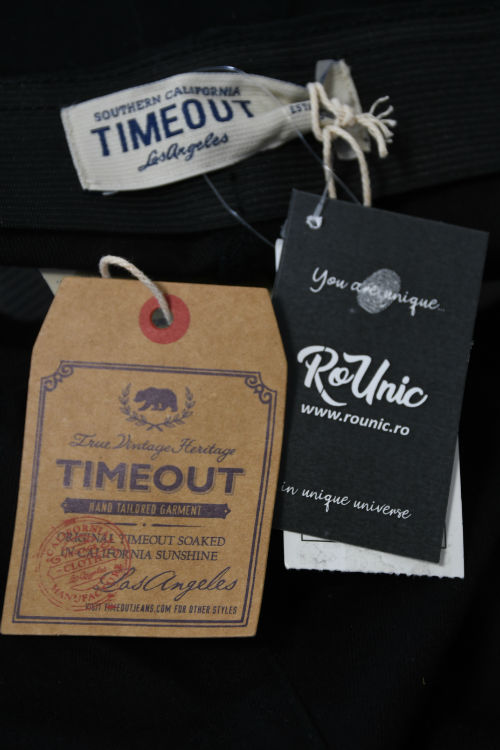 SOUTHERN CALIFORNIA
TIMEOUT
Los Angeles
You are unique...
RoUnic
www.rounic.ro
in unique universe
True Vintage Heritage
TIMEOUT
HAND TAILORED GARMENT
ORIGINAL TIMEOUT SOAKED
IN CALIFORNIA SUNSHINE
Los Angeles
VISIT TIMEOUTJEANS.COM FOR OTHER STYLES